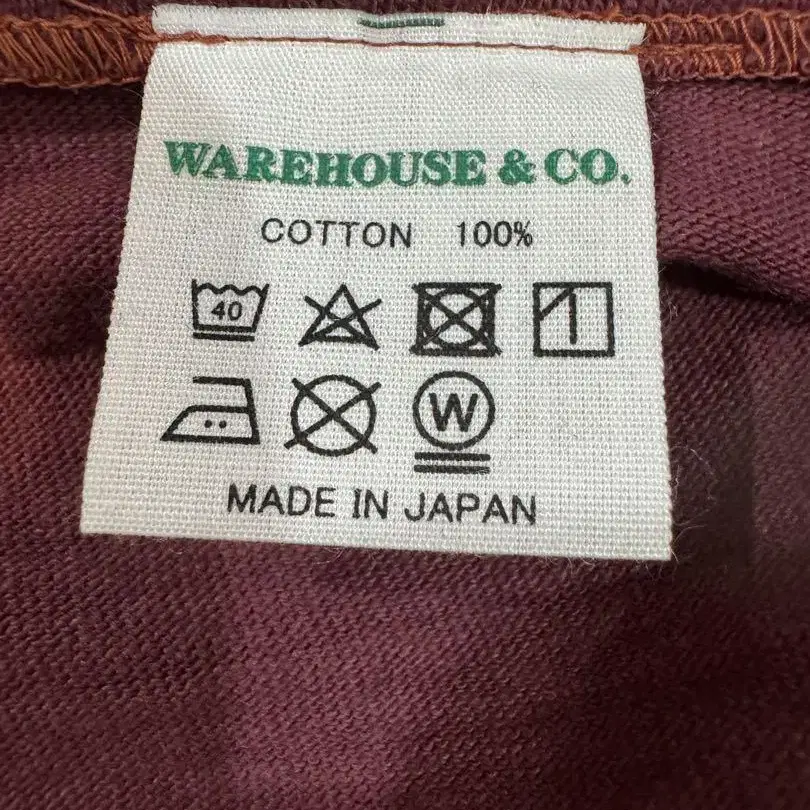 WAREHOUSE & CO.
COTTON 100%
40
W
MADE IN JAPAN